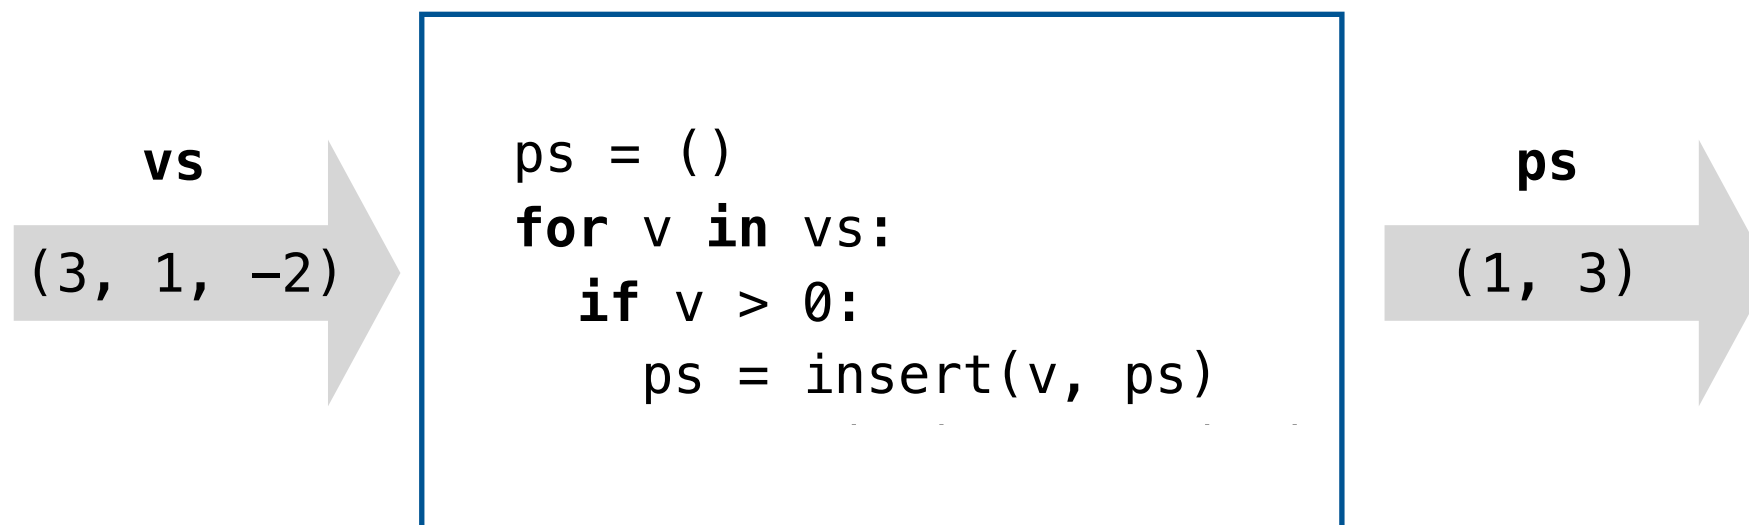 vs
(3, 1, −2)
ps = ()
for v in vs:
if v > 0:
ps = insert(v, ps)
ps
(1, 3)